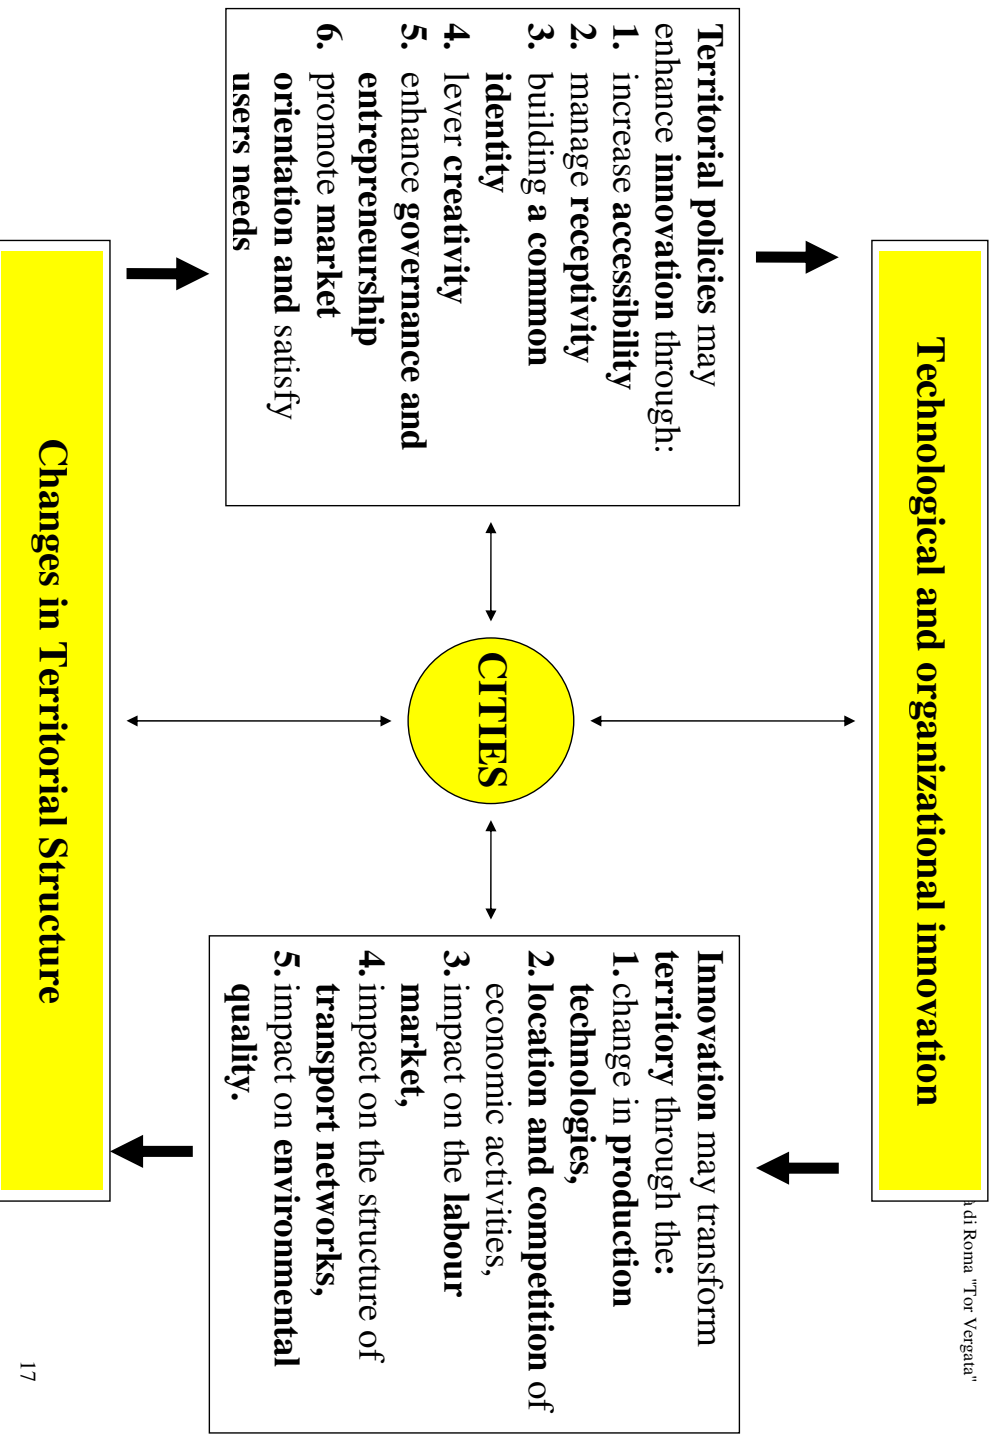 à di Roma "Tor Vergata"
Technological and organizational innovation
Territorial policies may
enhance innovation through:
1. increase accessibility
2. manage receptivity
3. building a common
identity
4. lever creativity
5. enhance governance and
entrepreneurship
6. promote market
orientation and satisfy
users needs
CITIES
Innovation may transform
territory through the:
1. change in production
technologies,
2. location and competition of
economic activities,
3. impact on the labour
market,
4. impact on the structure of
transport networks,
5. impact on environmental
quality.
Changes in Territorial Structure
17